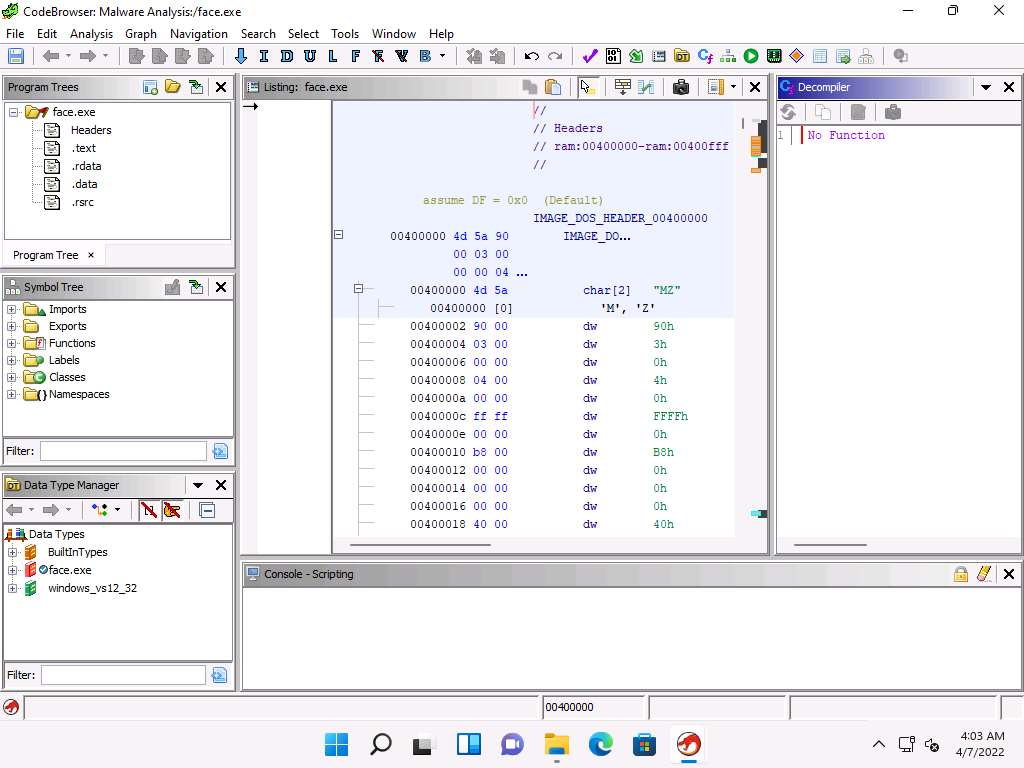 CodeBrowser: Malware Analysis:/face.exe
File Edit Analysis Graph Navigation Search Select Tools Window Help
I D U L F B
Program Trees
face.exe
Headers
.text
.rdata
.data
.rsrc
Program Tree ×
Symbol Tree
Imports
Exports
Functions
Labels
Classes
Namespaces
Filter:
Data Type Manager
Data Types
BuiltInTypes
face.exe
windows_vs12_32
Filter:
Listing: face.exe
//
// Headers
// ram:00400000-ram:00400fff
//
assume DF = 0x0 (Default)
IMAGE_DOS_HEADER_00400000
00400000 4d 5a 90 IMAGE_DO...
00 03 00
00 00 04 ...
00400000 4d 5a char[2] "MZ"
00400000 [0] 'M', 'Z'
00400002 90 00 dw 90h
00400004 03 00 dw 3h
00400006 00 00 dw 0h
00400008 04 00 dw 4h
0040000a 00 00 dw 0h
0040000c ff ff dw FFFFh
0040000e 00 00 dw 0h
00400010 b8 00 dw B8h
00400012 00 00 dw 0h
00400014 00 00 dw 0h
00400016 00 00 dw 0h
00400018 40 00 dw 40h
Decompiler
1 No Function
Console - Scripting
00400000
4:03 AM
4/7/2022